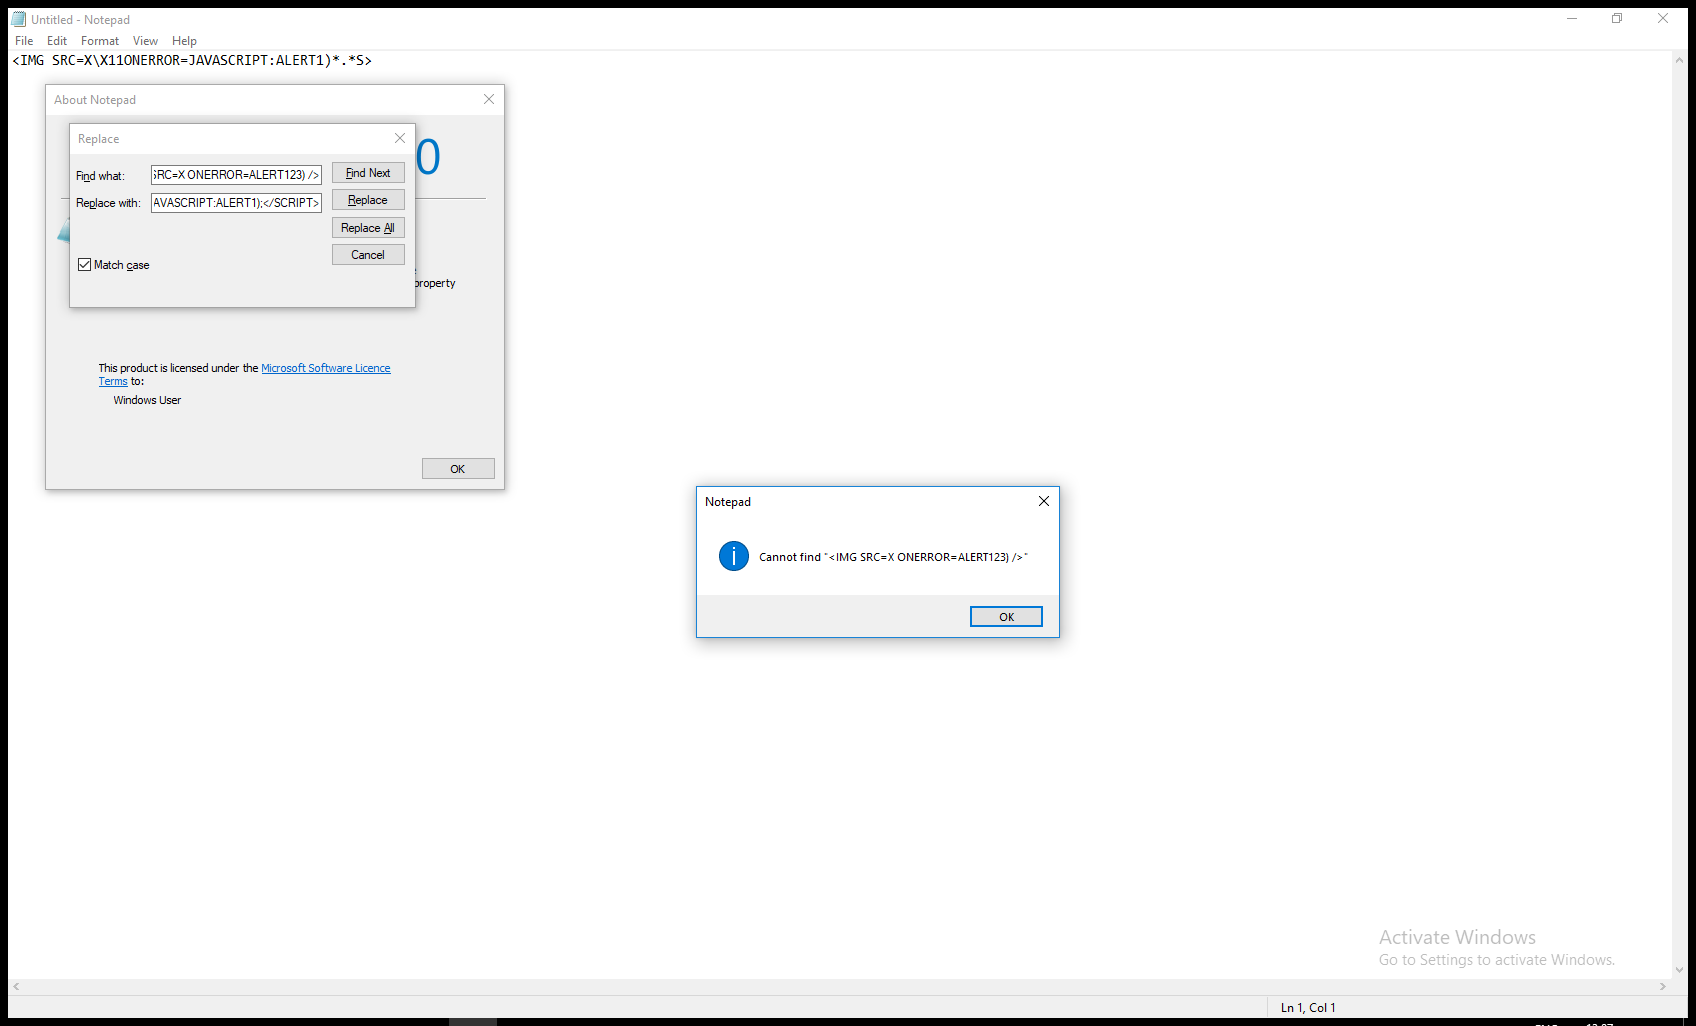 Untitled - Notepad
File Edit Format View Help
<IMG SRC=X\X11ONERROR=JAVASCRIPT:ALERT1)*.*S>
About Notepad
Replace
0
Find what: SRC=X ONERROR=ALERT123) /> Find Next
Replace with: AVASCRIPT:ALERT1);</SCRIPT> Replace
Replace All
Cancel
Match case
property
This product is licensed under the Microsoft Software Licence
Terms to:
Windows User
OK
Notepad
Cannot find "<IMG SRC=X ONERROR=ALERT123) />"
OK
Activate Windows
Go to Settings to activate Windows.
Ln 1, Col 1